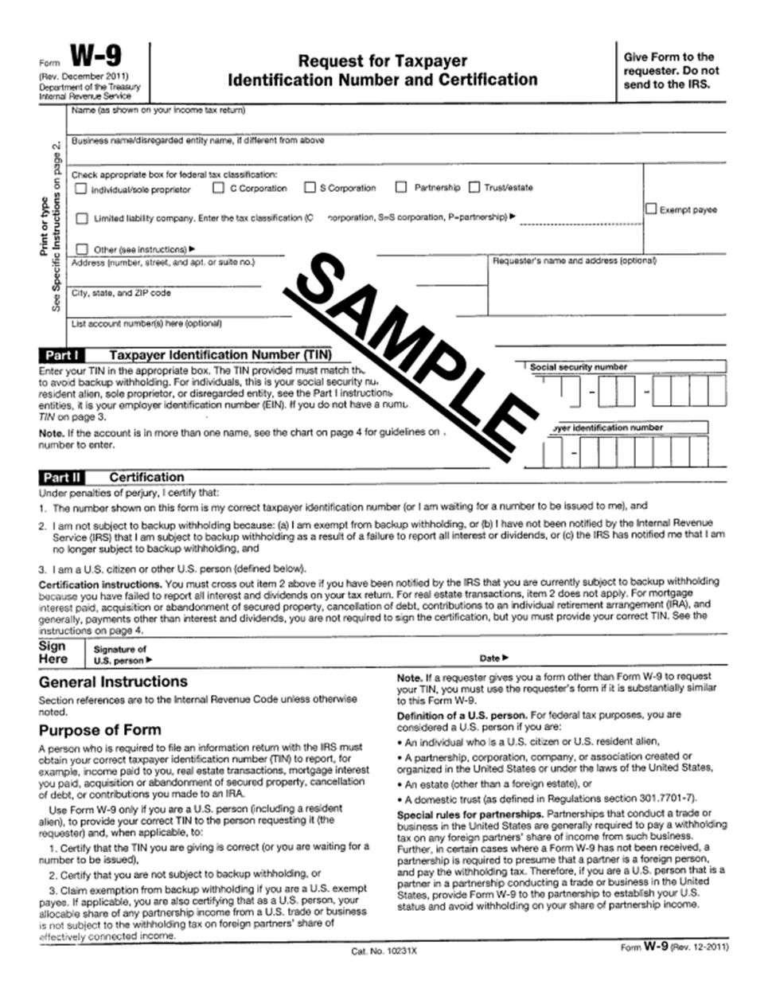 Form W-9
(Rev. December 2011)
Department of the Treasury
Internal Revenue Service
Request for Taxpayer
Identification Number and Certification
Give Form to the
requester. Do not
send to the IRS.
Print or type
See Specific Instructions on page 2.
Name (as shown on your income tax return)
Business name/disregarded entity name, if different from above
Check appropriate box for federal tax classification:
Individual/sole proprietor C Corporation S Corporation Partnership Trust/estate
Limited liability company. Enter the tax classification (C orporation, S=S corporation, P=partnership) ▶
Exempt payee
Other (see instructions) ▶
Address (number, street, and apt. or suite no.)
Requester's name and address (optional)
City, state, and ZIP code
List account number(s) here (optional)
SAMPLE
Part I Taxpayer Identification Number (TIN)
Enter your TIN in the appropriate box. The TIN provided must match
to avoid backup withholding. For individuals, this is your social security
resident alien, sole proprietor, or disregarded entity, see the Part I instructions
entities, it is your employer identification number (EIN). If you do not have a
TIN on page 3.
Note. If the account is in more than one name, see the chart on page 4 for guidelines on
number to enter.
Social security number
– –
yer identification number
–
Part II Certification
Under penalties of perjury, I certify that:
1. The number shown on this form is my correct taxpayer identification number (or I am waiting for a number to be issued to me), and
2. I am not subject to backup withholding because: (a) I am exempt from backup withholding, or (b) I have not been notified by the Internal Revenue
Service (IRS) that I am subject to backup withholding as a result of a failure to report all interest or dividends, or (c) the IRS has notified me that I am
no longer subject to backup withholding, and
3. I am a U.S. citizen or other U.S. person (defined below).
Certification instructions. You must cross out item 2 above if you have been notified by the IRS that you are currently subject to backup withholding
because you have failed to report all interest and dividends on your tax return. For real estate transactions, item 2 does not apply. For mortgage
interest paid, acquisition or abandonment of secured property, cancellation of debt, contributions to an individual retirement arrangement (IRA), and
generally, payments other than interest and dividends, you are not required to sign the certification, but you must provide your correct TIN. See the
instructions on page 4.
Sign
Here
Signature of
U.S. person ▶
Date ▶
General Instructions
Section references are to the Internal Revenue Code unless otherwise
noted.
Purpose of Form
A person who is required to file an information return with the IRS must
obtain your correct taxpayer identification number (TIN) to report, for
example, income paid to you, real estate transactions, mortgage interest
you paid, acquisition or abandonment of secured property, cancellation
of debt, or contributions you made to an IRA.
Use Form W-9 only if you are a U.S. person (including a resident
alien), to provide your correct TIN to the person requesting it (the
requester) and, when applicable, to:
1. Certify that the TIN you are giving is correct (or you are waiting for a
number to be issued),
2. Certify that you are not subject to backup withholding, or
3. Claim exemption from backup withholding if you are a U.S. exempt
payee. If applicable, you are also certifying that as a U.S. person, your
allocable share of any partnership income from a U.S. trade or business
is not subject to the withholding tax on foreign partners' share of
effectively connected income.
Note. If a requester gives you a form other than Form W-9 to request
your TIN, you must use the requester's form if it is substantially similar
to this Form W-9.
Definition of a U.S. person. For federal tax purposes, you are
considered a U.S. person if you are:
• An individual who is a U.S. citizen or U.S. resident alien,
• A partnership, corporation, company, or association created or
organized in the United States or under the laws of the United States,
• An estate (other than a foreign estate), or
• A domestic trust (as defined in Regulations section 301.7701-7).
Special rules for partnerships. Partnerships that conduct a trade or
business in the United States are generally required to pay a withholding
tax on any foreign partners' share of income from such business.
Further, in certain cases where a Form W-9 has not been received, a
partnership is required to presume that a partner is a foreign person,
and pay the withholding tax. Therefore, if you are a U.S. person that is a
partner in a partnership conducting a trade or business in the United
States, provide Form W-9 to the partnership to establish your U.S.
status and avoid withholding on your share of partnership income.
Cat. No. 10231X
Form W-9 (Rev. 12-2011)